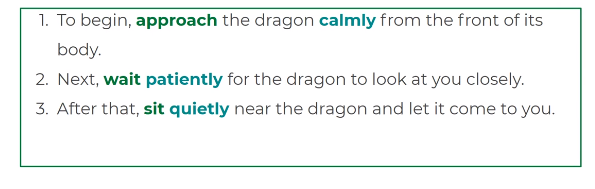 1. To begin, approach the dragon calmly from the front of its
body.
2. Next, wait patiently for the dragon to look at you closely.
3. After that, sit quietly near the dragon and let it come to you.